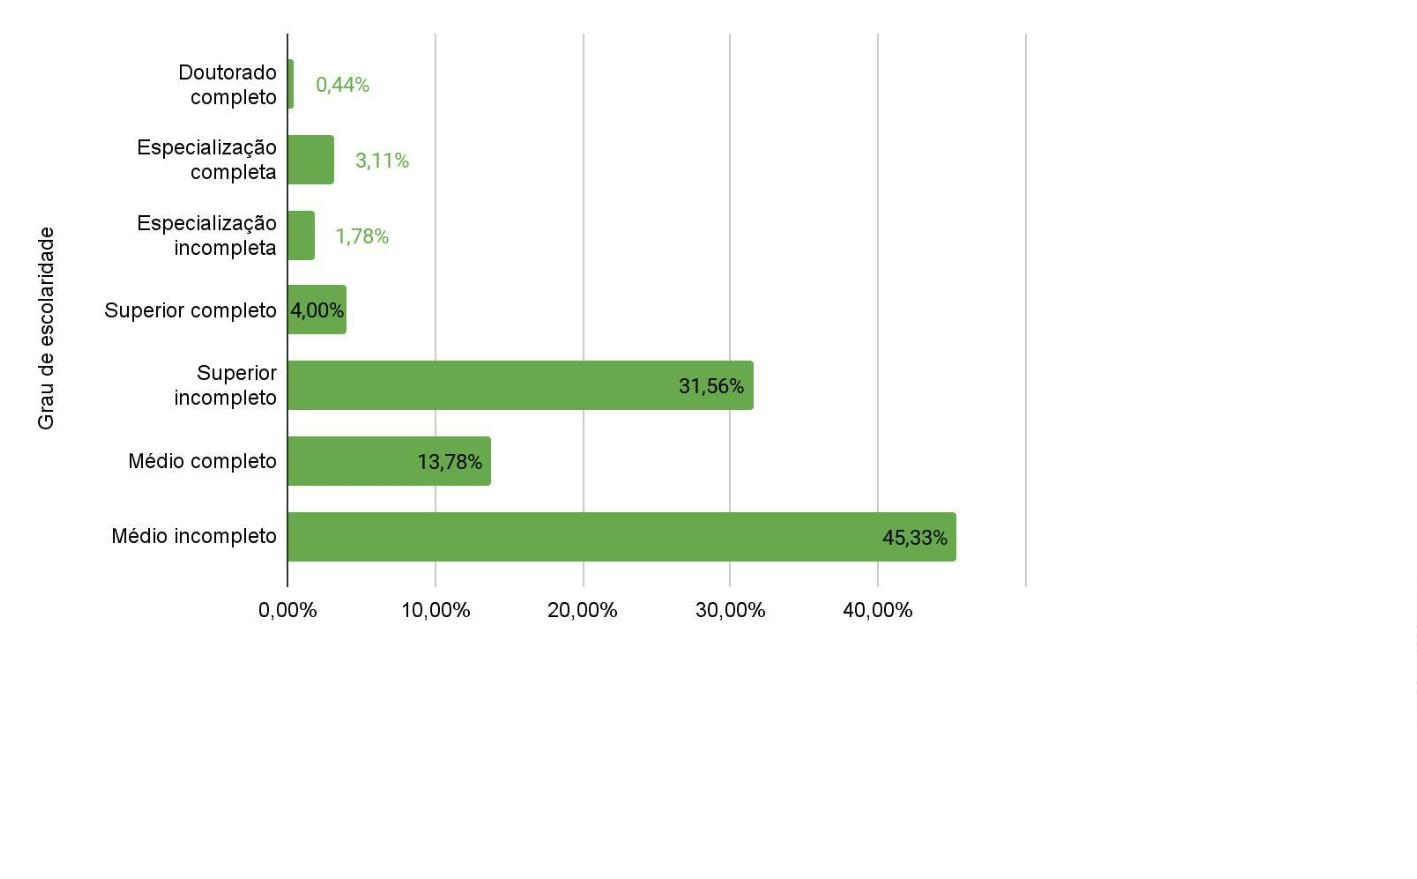 Grau de escolaridade
Doutorado
completo
0,44%
Especialização
completa
3,11%
Especialização
incompleta
1,78%
Superior completo
4,00%
Superior
incompleto
31,56%
Médio completo
13,78%
Médio incompleto
45,33%
0,00%
10,00%
20,00%
30,00%
40,00%